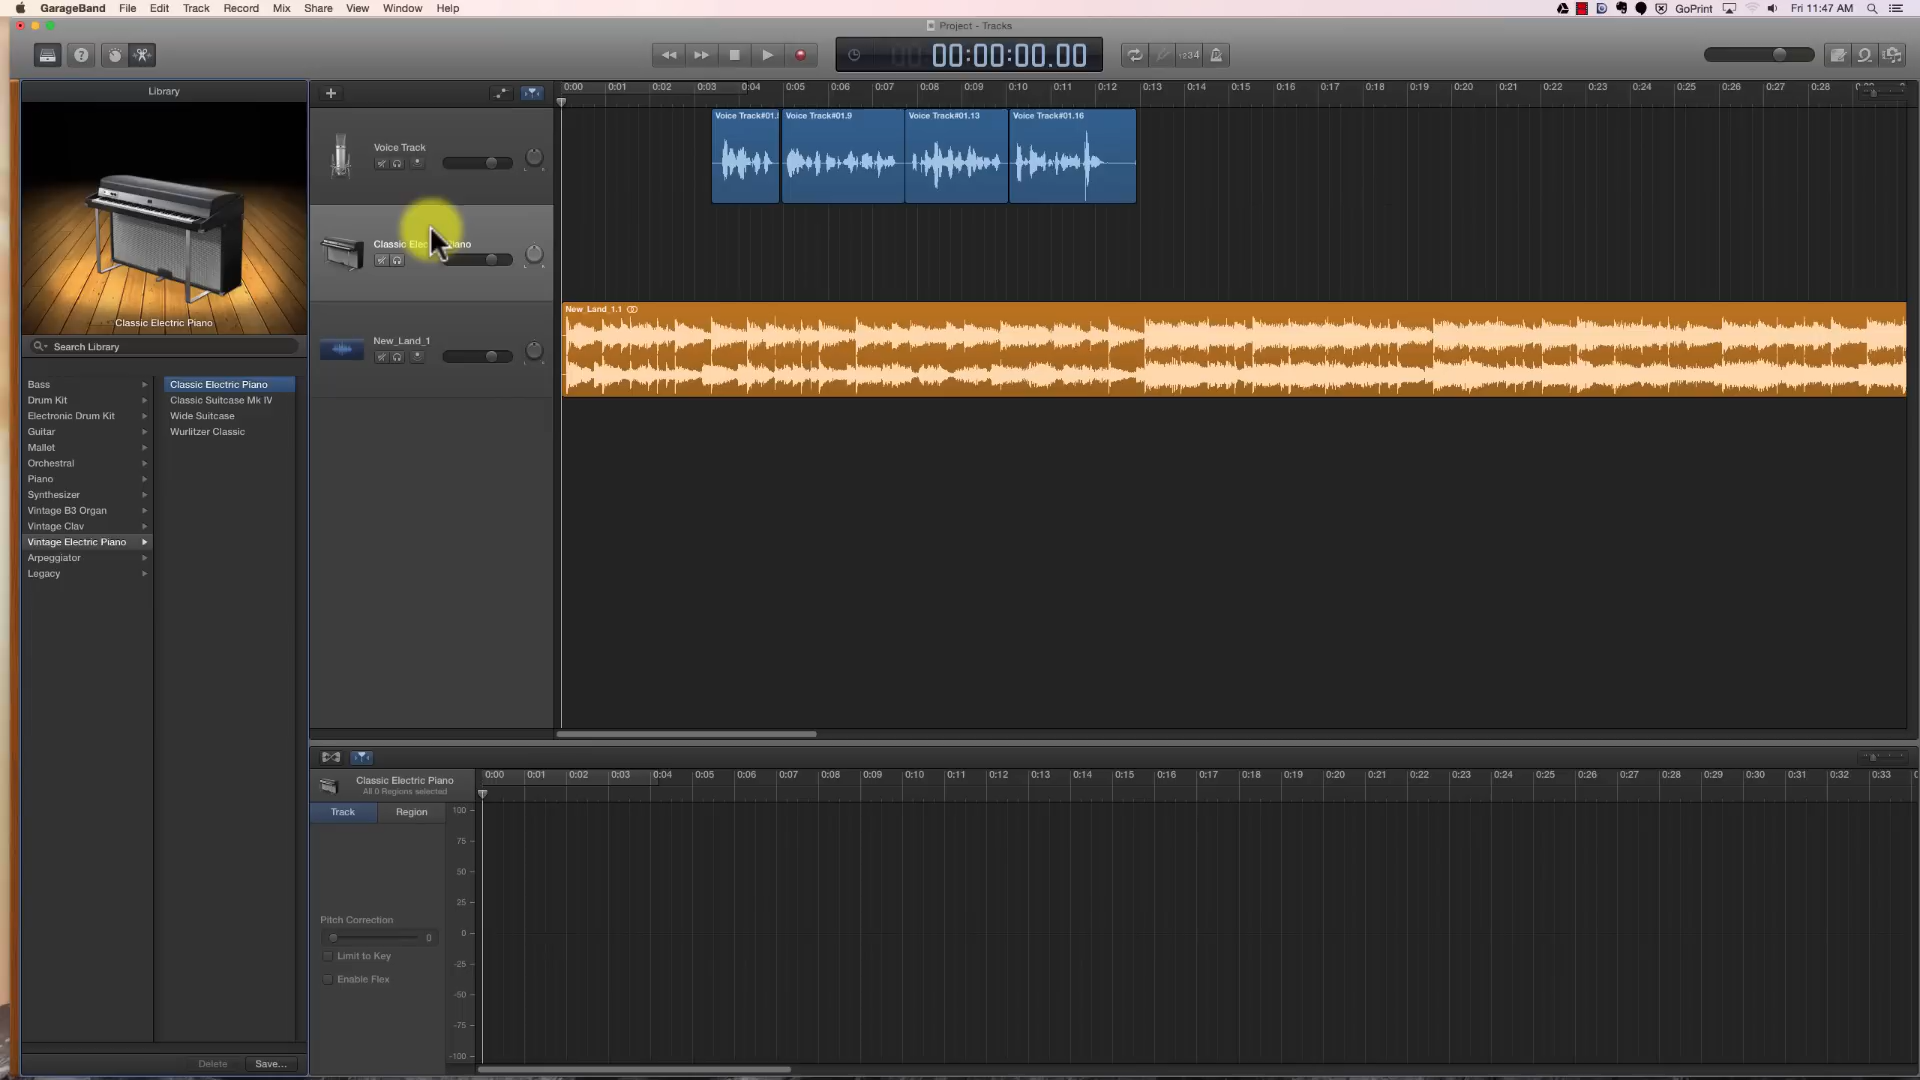 GarageBand File Edit Track Record Mix Share View Window Help
GoPrint Fri 11:47 AM
Project - Tracks
00:00:00.00
1234
Library
0:00 0:01 0:02 0:03 0:04 0:05 0:06 0:07 0:08 0:09 0:10 0:11 0:12 0:13 0:14 0:15 0:16 0:17 0:18 0:19 0:20 0:21 0:22 0:23 0:24 0:25 0:26 0:27 0:28
Voice Track#01.8 Voice Track#01.9 Voice Track#01.13 Voice Track#01.16
Voice Track
Classic Electric Piano
New_Land_1.1
New_Land_1
Classic Electric Piano
Search Library
Bass Classic Electric Piano
Drum Kit Classic Suitcase Mk IV
Electronic Drum Kit Wide Suitcase
Guitar Wurlitzer Classic
Mallet
Orchestral
Piano
Synthesizer
Vintage B3 Organ
Vintage Clav
Vintage Electric Piano
Arpeggiator
Legacy
Classic Electric Piano
All 0 Regions selected
0:00 0:01 0:02 0:03 0:04 0:05 0:06 0:07 0:08 0:09 0:10 0:11 0:12 0:13 0:14 0:15 0:16 0:17 0:18 0:19 0:20 0:21 0:22 0:23 0:24 0:25 0:26 0:27 0:28 0:29 0:30 0:31 0:32 0:33
Track Region
100
75
50
25
0
-25
-50
-75
-100
Pitch Correction
0
Limit to Key
Enable Flex
Delete Save...